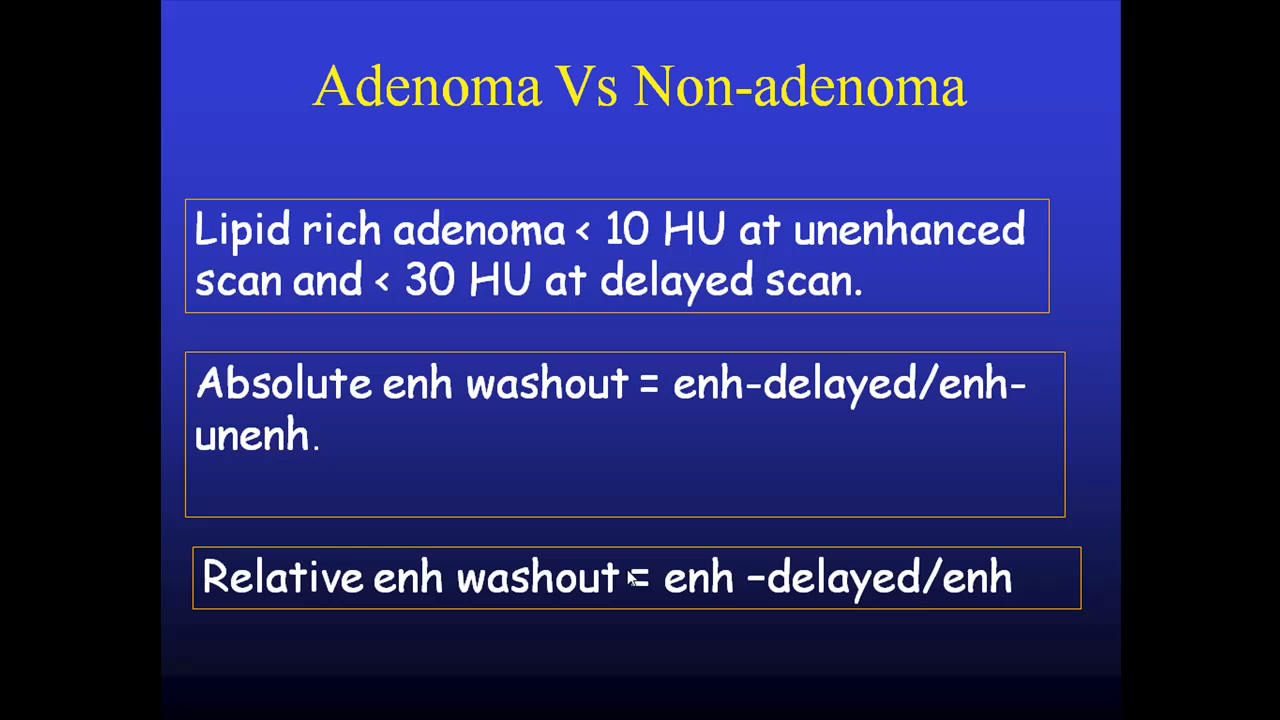 Adenoma Vs Non-adenoma
Lipid rich adenoma < 10 HU at unenhanced
scan and < 30 HU at delayed scan.
Absolute enh washout = enh-delayed/enh-
unenh.
Relative enh washout = enh –delayed/enh